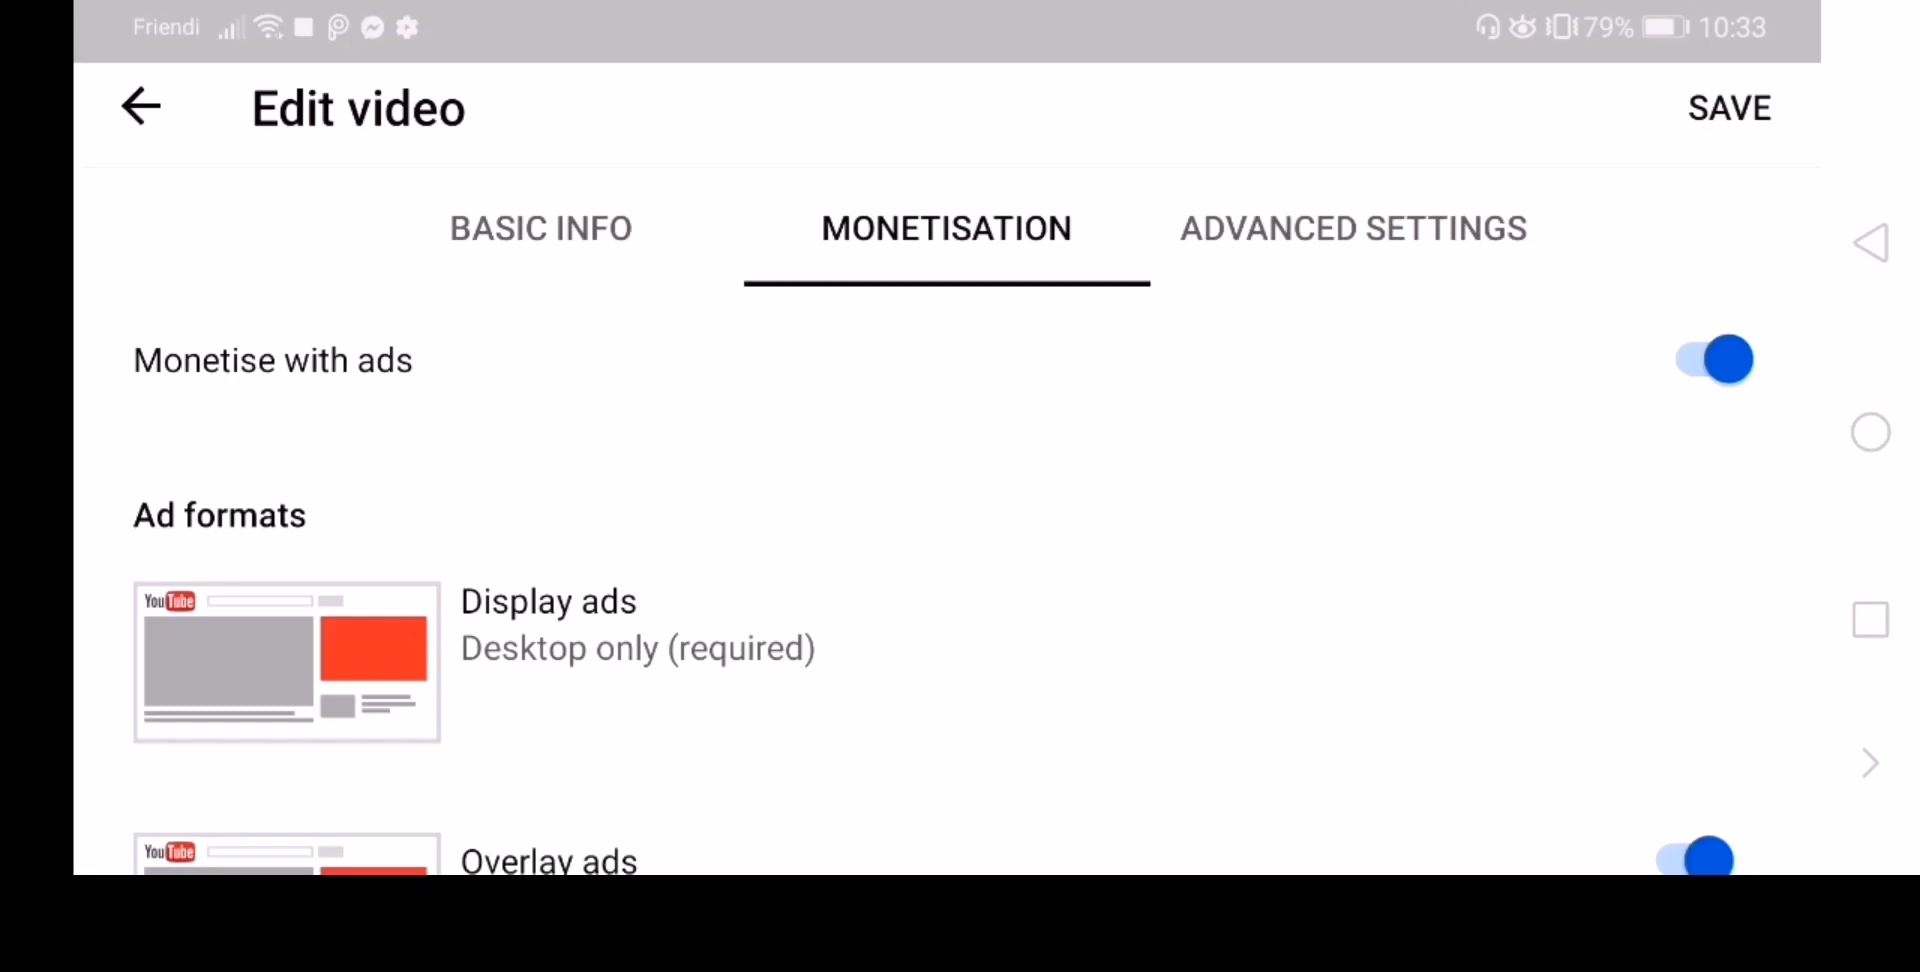 Friendi 79% 10:33
Edit video SAVE
BASIC INFO MONETISATION ADVANCED SETTINGS
Monetise with ads
Ad formats
YouTube
Display ads
Desktop only (required)
YouTube
Overlay ads